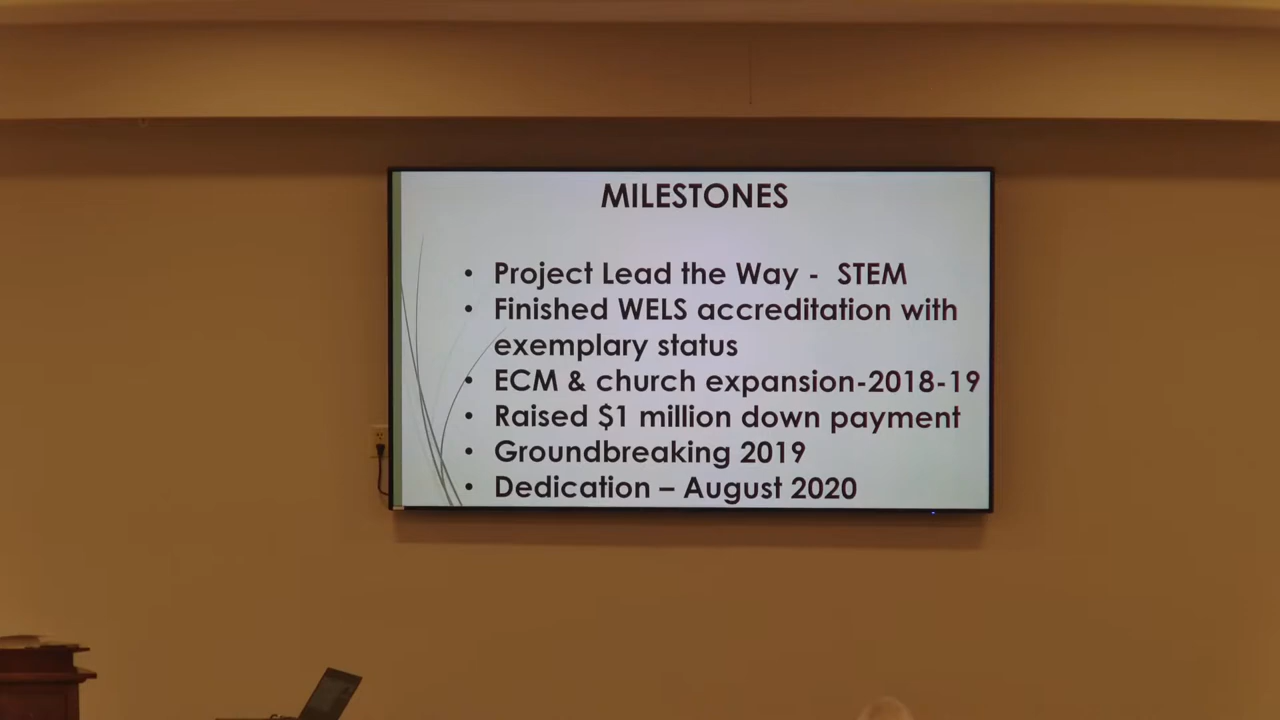 MILESTONES
• Project Lead the Way - STEM
• Finished WELS accreditation with
exemplary status
• ECM & church expansion-2018-19
• Raised $1 million down payment
• Groundbreaking 2019
• Dedication – August 2020